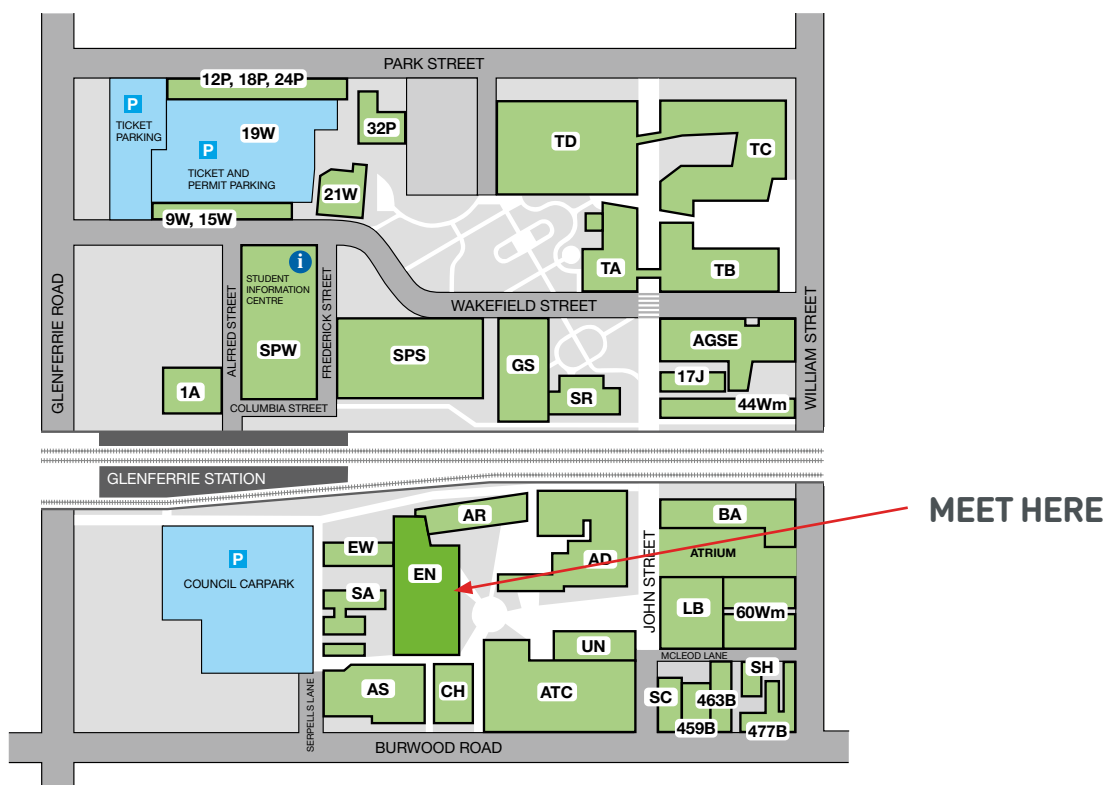 PARK STREET
12P, 18P, 24P
P
TICKET
PARKING
19W
P
TICKET AND
PERMIT PARKING
32P
TD
TC
21W
9W, 15W
i
STUDENT
INFORMATION
CENTRE
TA
TB
WAKEFIELD STREET
GLENFERRIE ROAD
ALFRED STREET
FREDERICK STREET
WILLIAM STREET
SPW
SPS
GS
AGSE
17J
1A
SR
44Wm
COLUMBIA STREET
GLENFERRIE STATION
MEET HERE
AR
BA
P
COUNCIL CARPARK
EW
EN
AD
ATRIUM
JOHN STREET
SA
LB
60Wm
UN
MCLEOD LANE
SERPELLS LANE
AS
CH
ATC
SC
463B
SH
459B
477B
BURWOOD ROAD